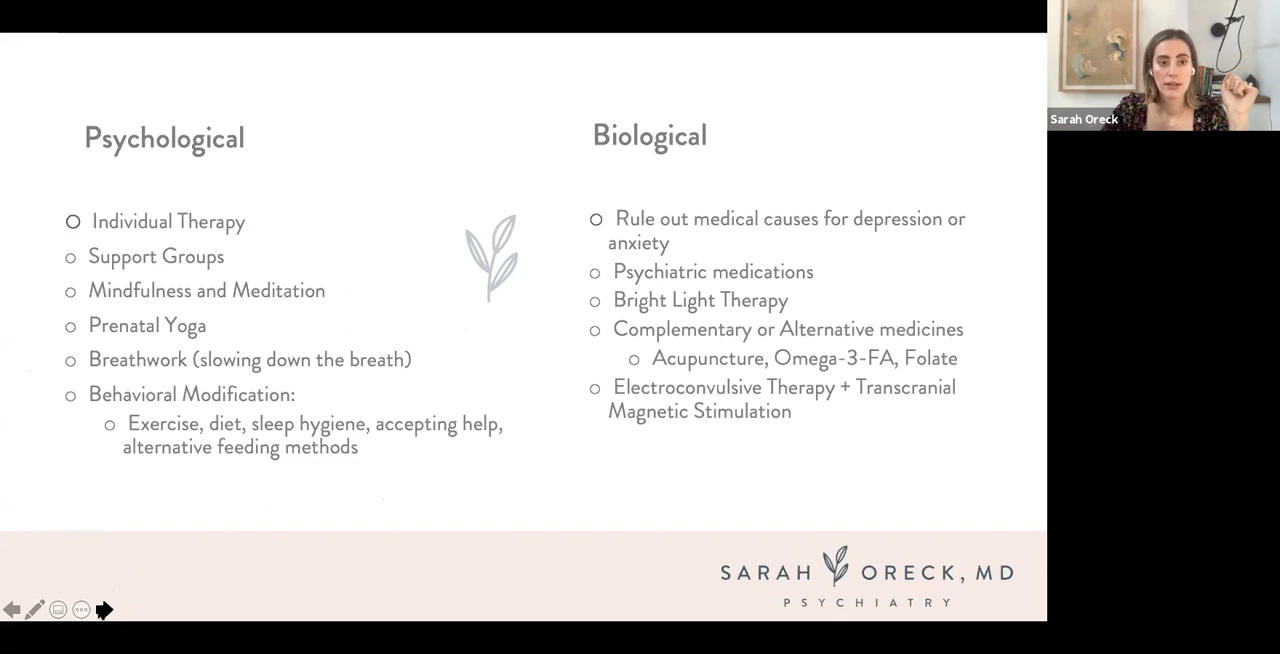 Psychological
Individual Therapy
Support Groups
Mindfulness and Meditation
Prenatal Yoga
Breathwork (slowing down the breath)
Behavioral Modification:
Exercise, diet, sleep hygiene, accepting help,
alternative feeding methods
Biological
Rule out medical causes for depression or
anxiety
Psychiatric medications
Bright Light Therapy
Complementary or Alternative medicines
Acupuncture, Omega-3-FA, Folate
Electroconvulsive Therapy + Transcranial
Magnetic Stimulation
SARAH ORECK, MD
PSYCHIATRY
Sarah Oreck